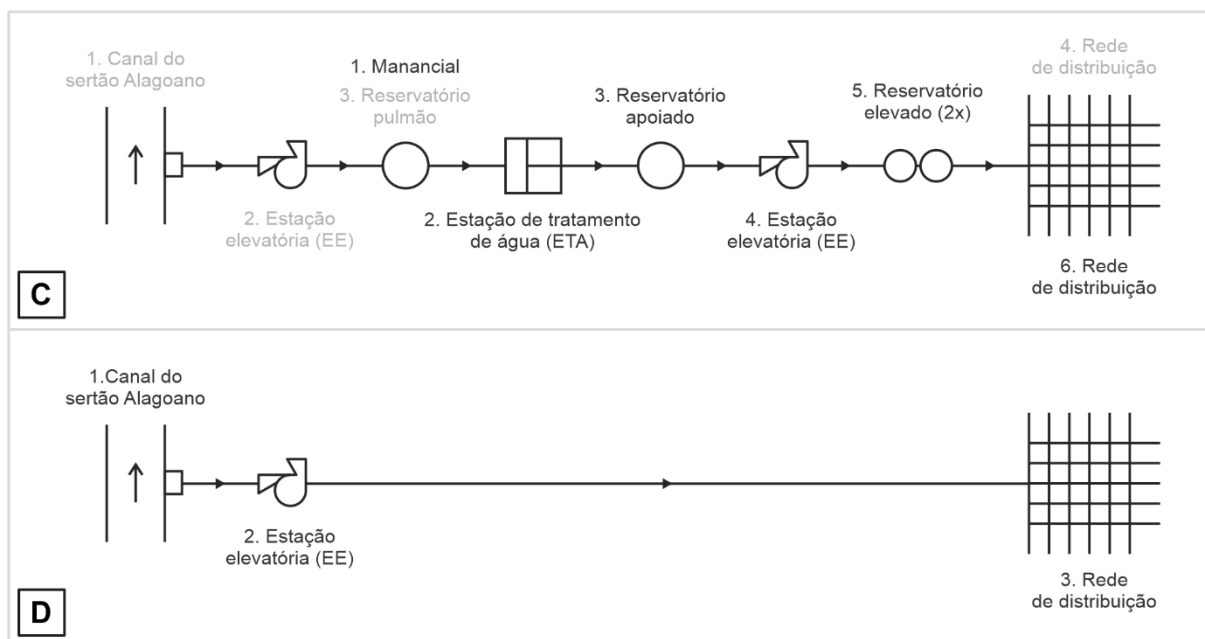 1. Canal do
sertão Alagoano
1. Manancial
3. Reservatório
pulmão
3. Reservatório
apoiado
5. Reservatório
elevado (2x)
4. Rede
de distribuição
2. Estação
elevatória (EE)
2. Estação de tratamento
de água (ETA)
4. Estação
elevatória (EE)
6. Rede
de distribuição
C
1.Canal do
sertão Alagoano
2. Estação
elevatória (EE)
3. Rede
de distribuição
D